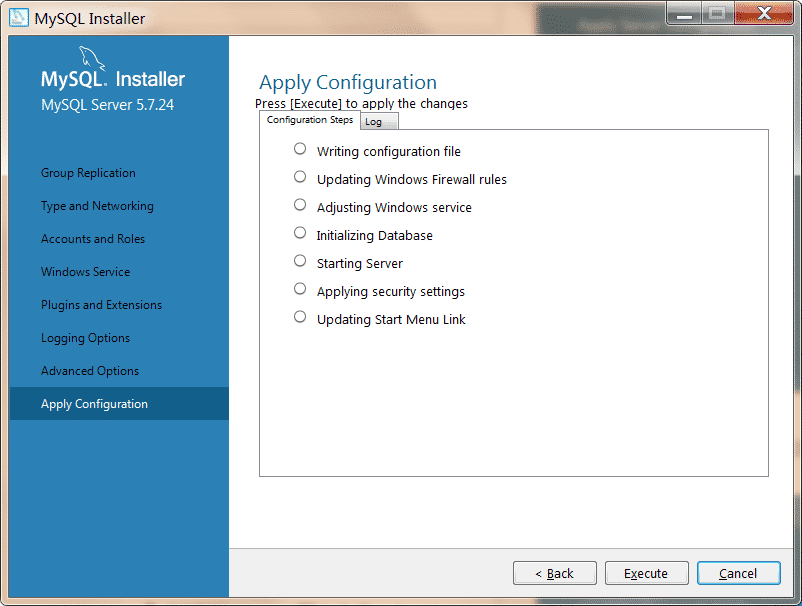 MySQL Installer
MySQL. Installer
MySQL Server 5.7.24
Group Replication
Type and Networking
Accounts and Roles
Windows Service
Plugins and Extensions
Logging Options
Advanced Options
Apply Configuration
Apply Configuration
Press [Execute] to apply the changes
Configuration Steps
Log
Writing configuration file
Updating Windows Firewall rules
Adjusting Windows service
Initializing Database
Starting Server
Applying security settings
Updating Start Menu Link
< Back
Execute
Cancel